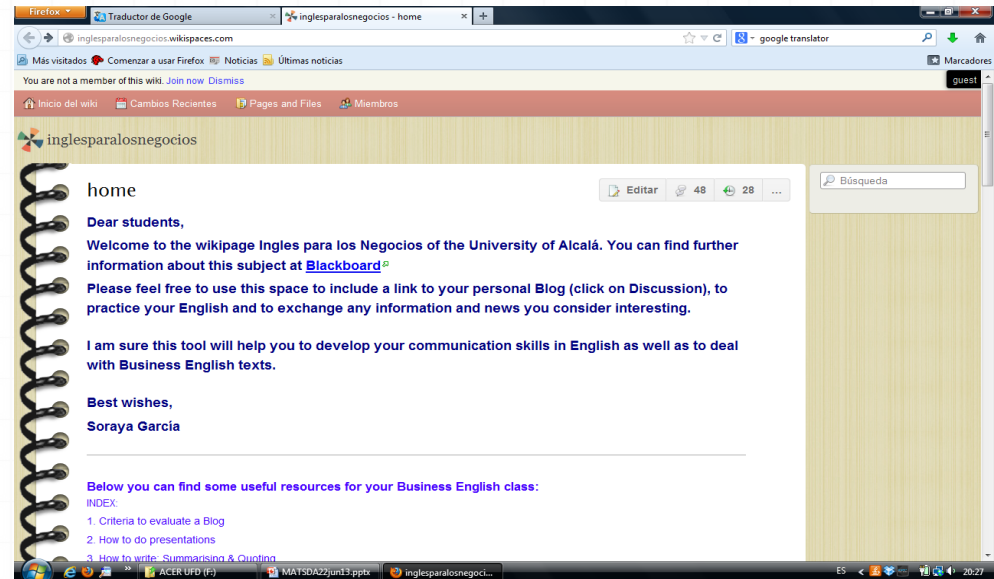 Firefox
Traductor de Google
inglesparalosnegocios - home
inglesparalosnegocios.wikispaces.com
google translator
Más visitados
Comenzar a usar Firefox
Noticias
Últimas noticias
Marcadores
You are not a member of this wiki. Join now Dismiss
guest
Inicio del wiki
Cambios Recientes
Pages and Files
Miembros
inglesparalosnegocios
home
Editar
48
28
...
Búsqueda
Dear students,
Welcome to the wikipage Ingles para los Negocios of the University of Alcalá. You can find further
information about this subject at Blackboard
Please feel free to use this space to include a link to your personal Blog (click on Discussion), to
practice your English and to exchange any information and news you consider interesting.
I am sure this tool will help you to develop your communication skills in English as well as to deal
with Business English texts.
Best wishes,
Soraya García
Below you can find some useful resources for your Business English class:
INDEX:
1. Criteria to evaluate a Blog
2. How to do presentations
3. How to write: Summarising & Quoting
ACER UFD (F:)
MATSDA22jun13.pptx
inglesparalosnegoci...
ES
20:27